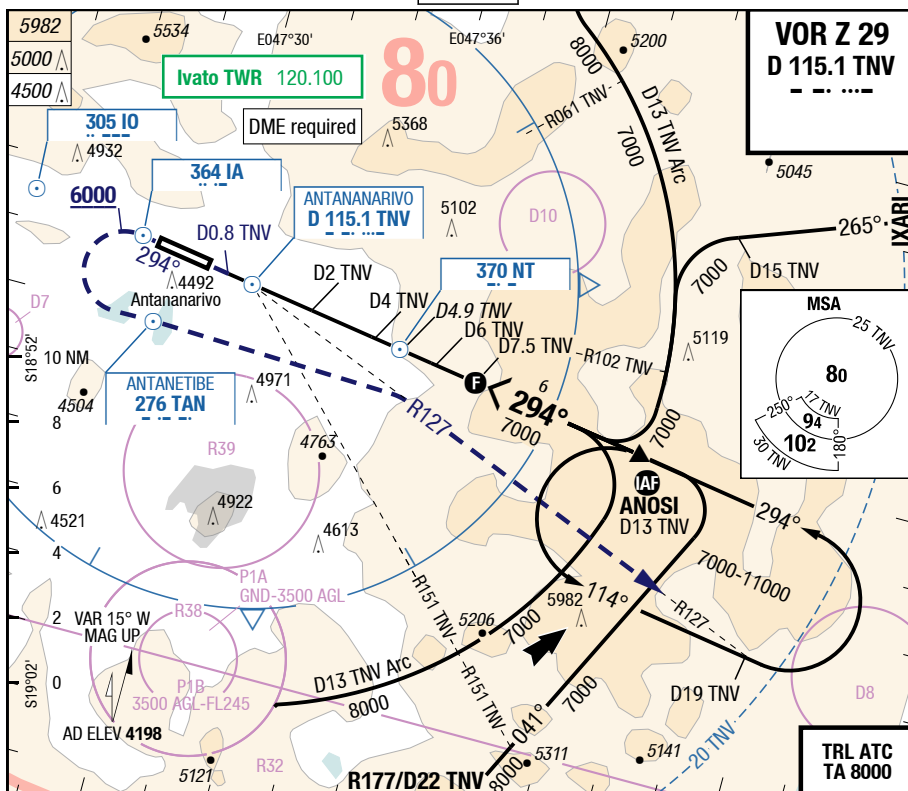 5982
5000
4500
5534
E047°30'
E047°36'
8000
5200
VOR Z 29
D 115.1 TNV
Ivato TWR 120.100
80
R061 TNV
D13 TNV Arc
7000
DME required
5368
305 IO
4932
364 IA
5045
6000
ANTANANARIVO
D 115.1 TNV
5102
D10
IXARI
265°
D0.8 TNV
294°
D15 TNV
7000
4492
Antananarivo
D2 TNV
370 NT
D4 TNV
D4.9 TNV
D6 TNV
D7.5 TNV
D7
S18°52'
10 NM
R102 TNV
5119
MSA
25 TNV
80
17 TNV
94
250°
102
180°
30 TNV
ANTANETIBE
276 TAN
4504
4971
F
6
294°
7000
R127
7000
8
R39
4763
IAF
ANOSI
D13 TNV
294°
6
4922
4521
4613
4
7000-11000
P1A
GND-3500 AGL
R151 TNV
5982
114°
R127
2
VAR 15° W
MAG UP
R38
5206
7000
D13 TNV Arc
8000
D19 TNV
D8
S19°02'
0
P1B
3500 AGL-FL245
R151 TNV
7000
041°
8000
AD ELEV 4198
5121
R32
5311
5141
20 TNV
R177/D22 TNV
TRL ATC
TA 8000